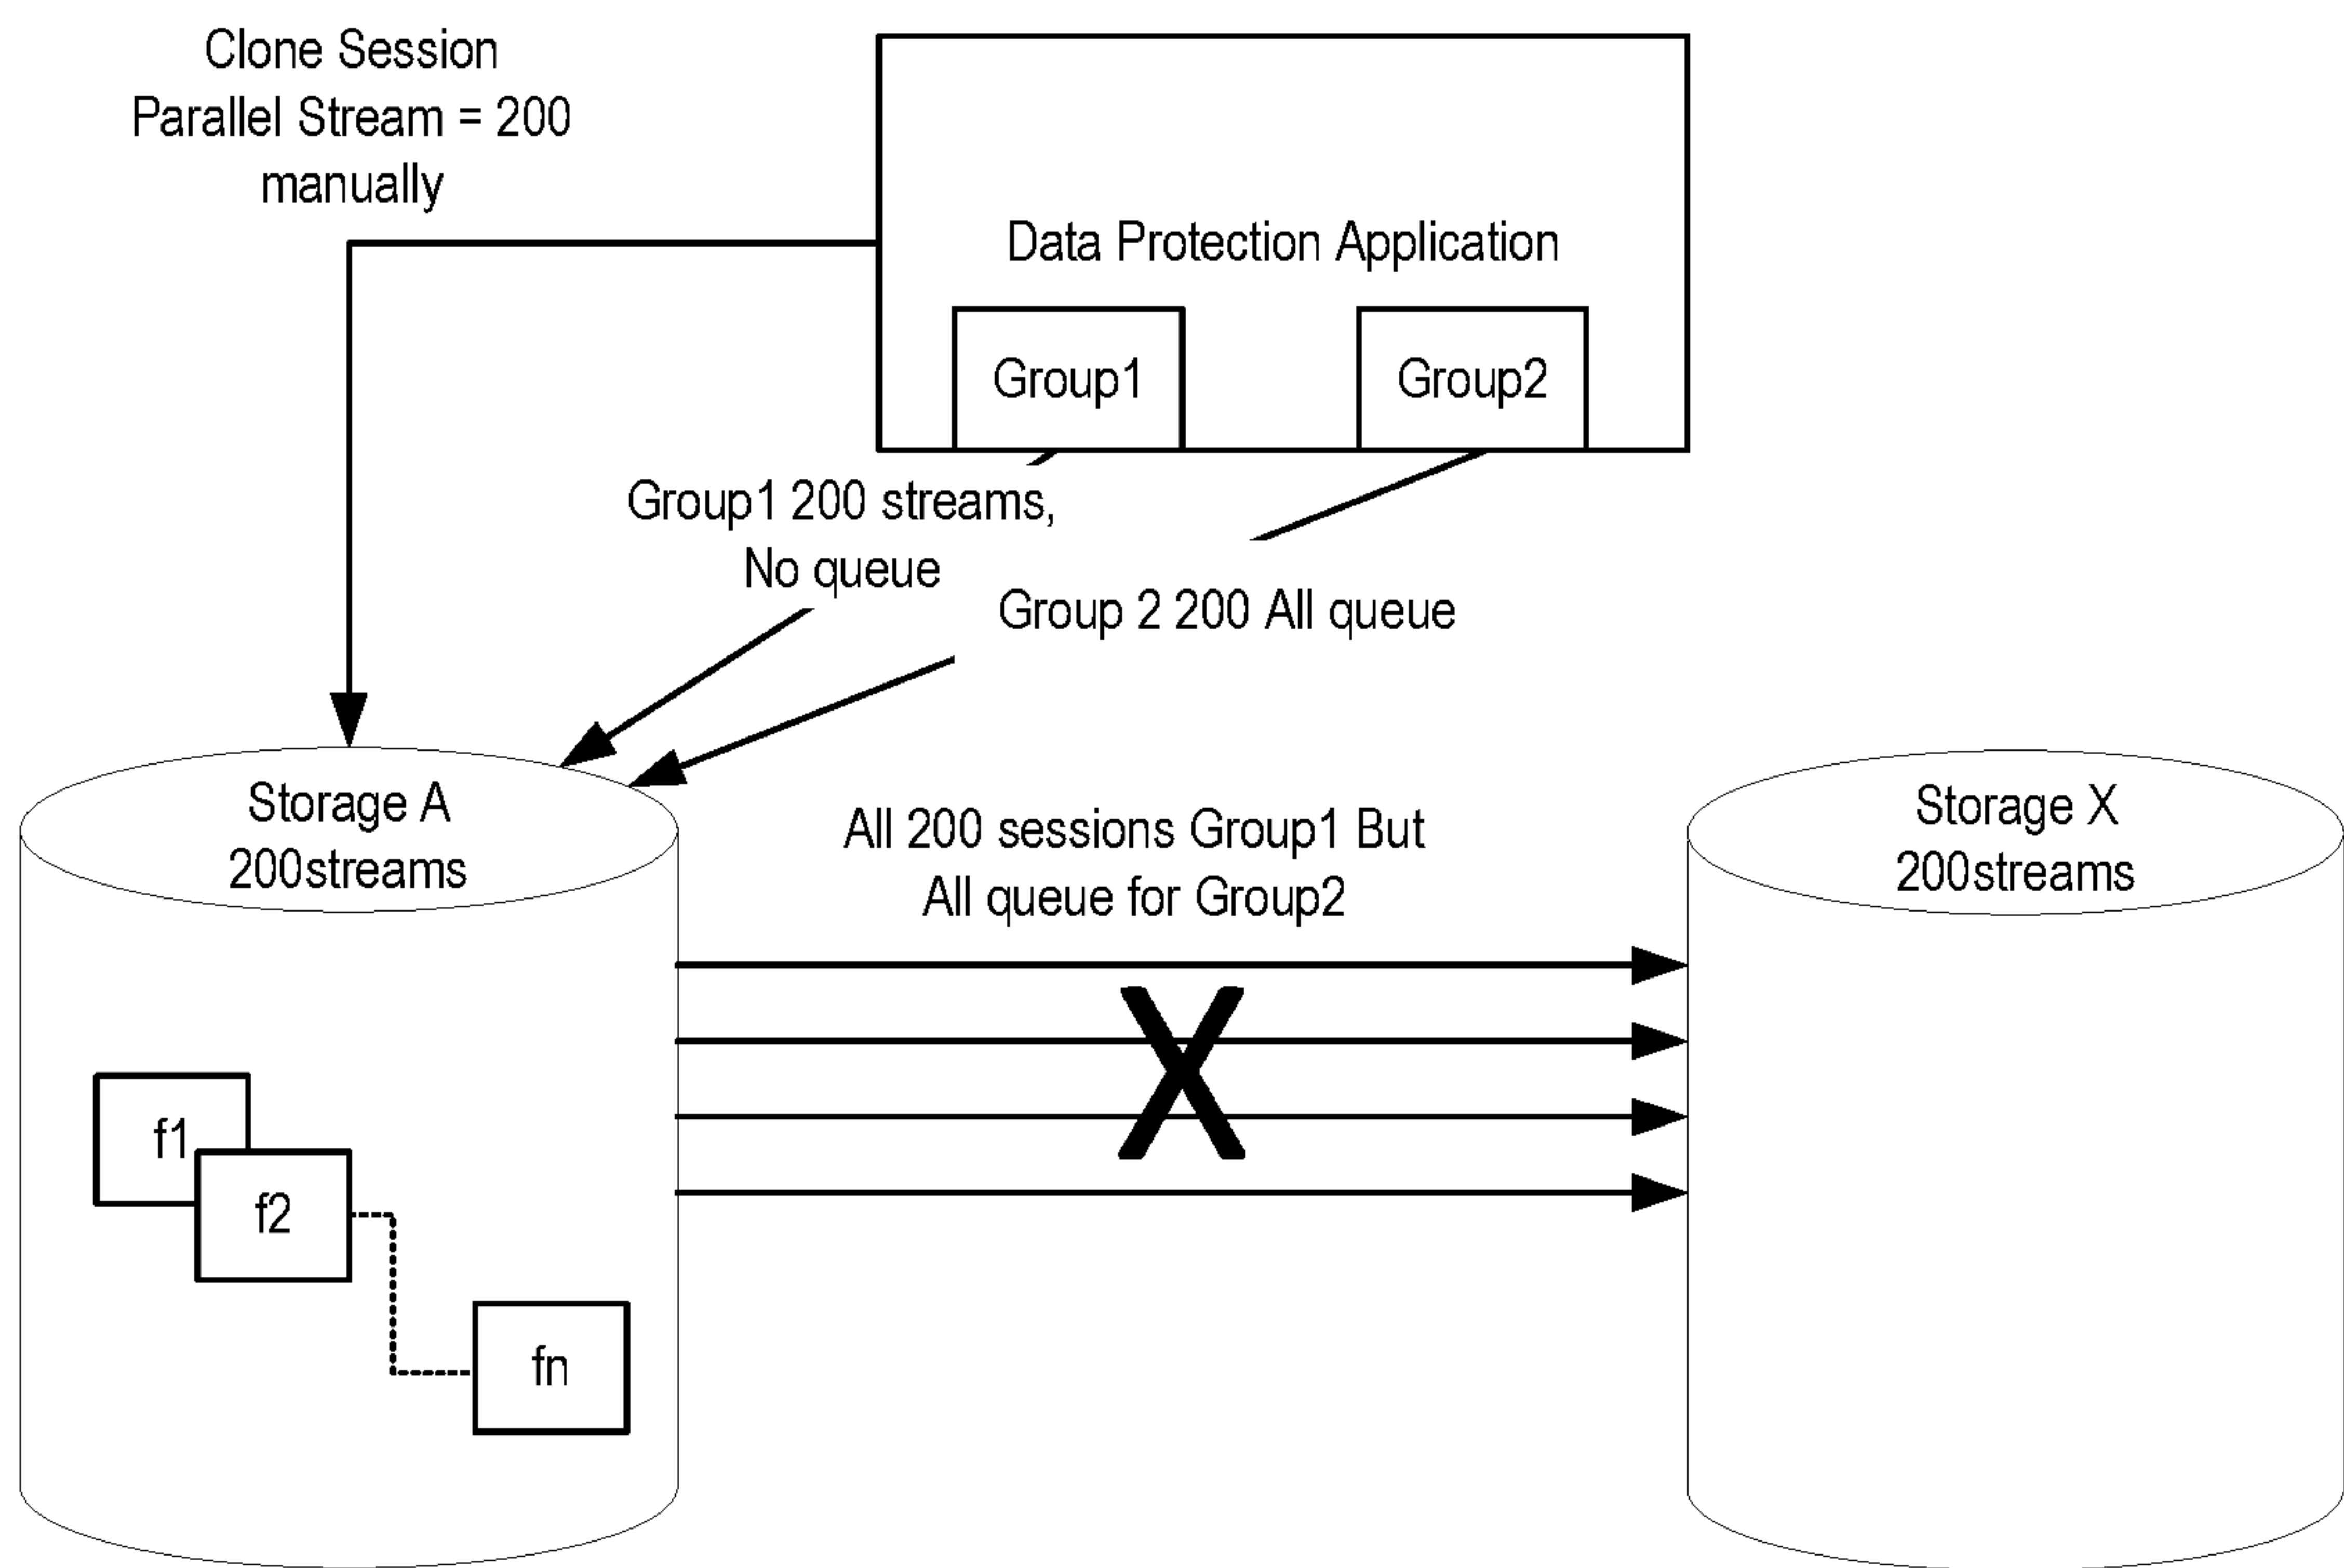 Clone Session
Parallel Stream = 200
manually
Data Protection Application
Group1
Group2
Group1 200 streams,
No queue
Group 2 200 All queue
Storage A
200streams
All 200 sessions Group1 But
All queue for Group2
Storage X
200streams
X
f1
f2
fn